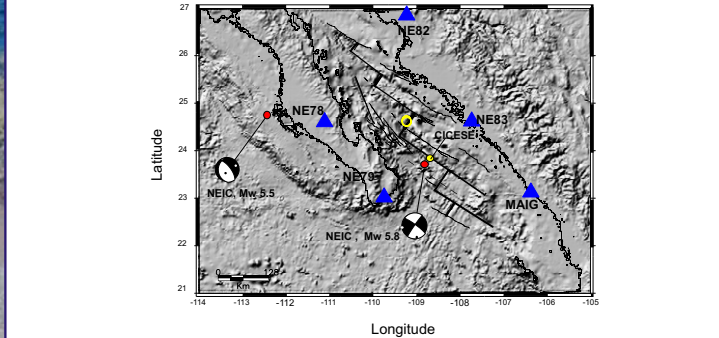 27
NE82
26
25
NE78
NE83
CICESE
24
Latitude
NE79
23
NEIC, Mw 5.5
MAIG
NEIC , Mw 5.8
22
0 128
Km
21
-114 -113 -112 -111 -110 -109 -108 -107 -106 -105
Longitude